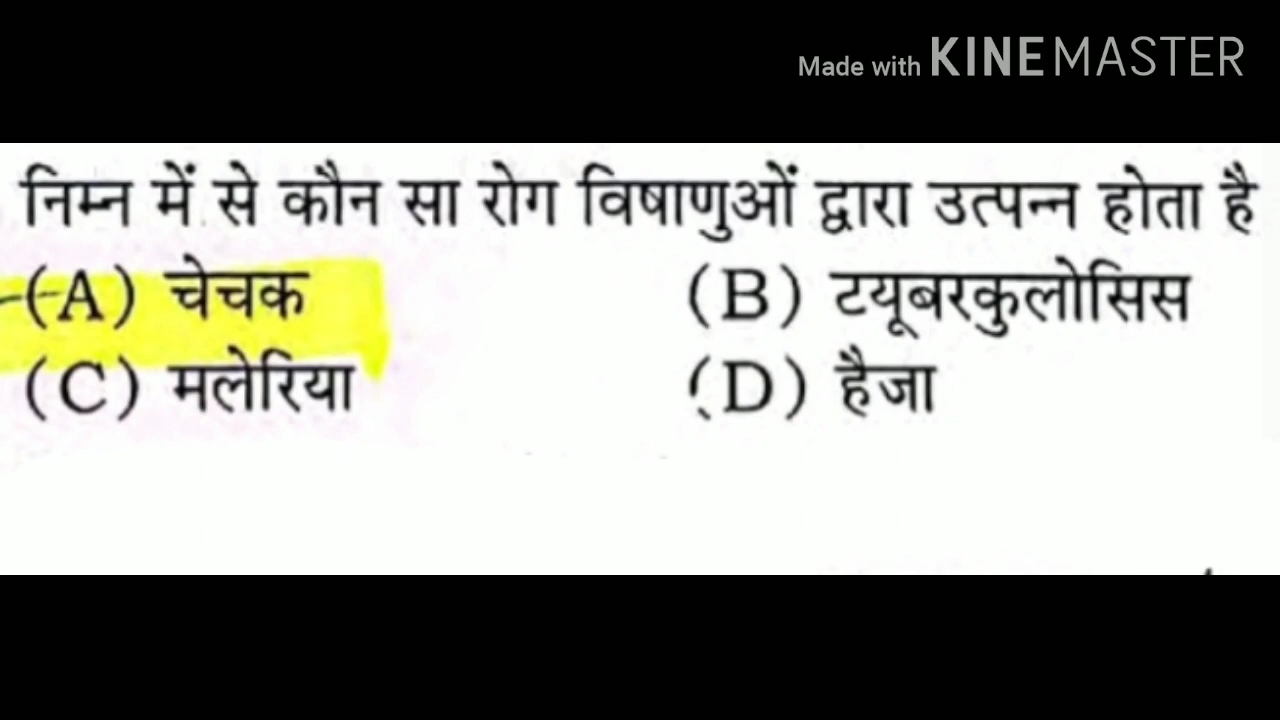 Made with KINEMASTER
निम्न में से कौन सा रोग विषाणुओं द्वारा उत्पन्न होता है
(A) चेचक (B) टयूबरकुलोसिस
(C) मलेरिया (D) हैजा